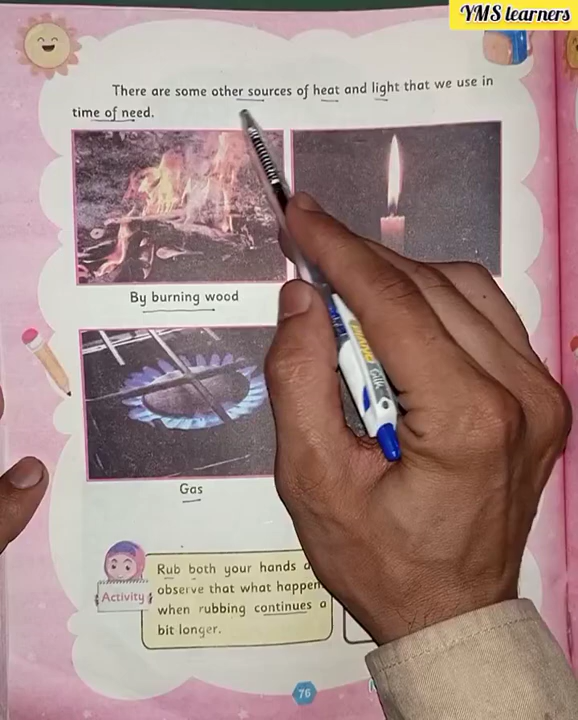 YMS learners
There are some other sources of heat and light that we use in
time of need.
By burning wood
Gas
Activity
Rub both your hands
observe that what happen
when rubbing continues a
bit longer.
76